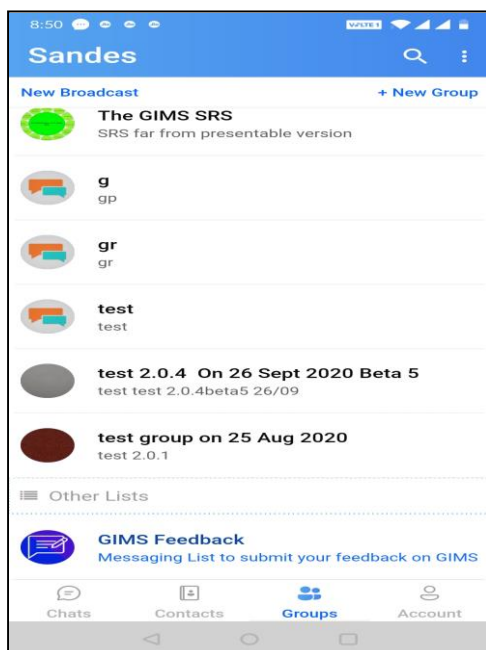 8:50
VoLTE 1
Sandes
New Broadcast + New Group
The GIMS SRS
SRS far from presentable version
g
gp
gr
gr
test
test
test 2.0.4 On 26 Sept 2020 Beta 5
test test 2.0.4beta5 26/09
test group on 25 Aug 2020
test 2.0.1
Other Lists
GIMS Feedback
Messaging List to submit your feedback on GIMS
Chats Contacts Groups Account